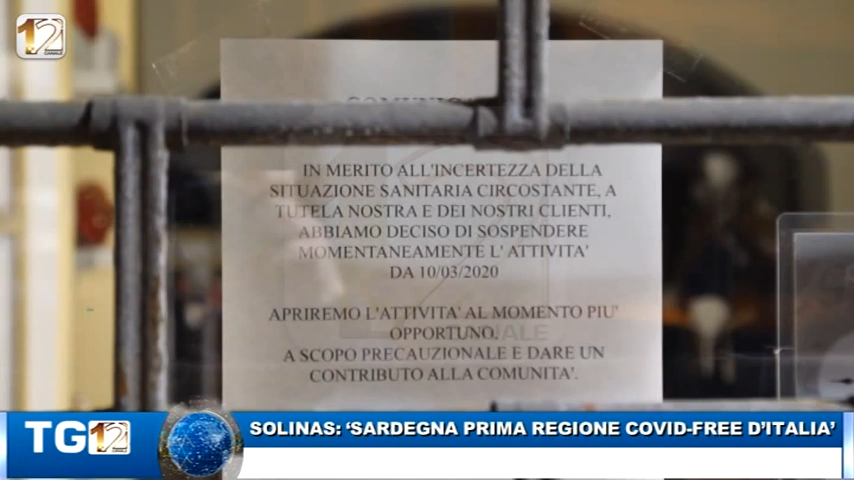 12
IN MERITO ALL'INCERTEZZA DELLA
SITUAZIONE SANITARIA CIRCOSTANTE, A
TUTELA NOSTRA E DEI NOSTRI CLIENTI,
ABBIAMO DECISO DI SOSPENDERE
MOMENTANEAMENTE L' ATTIVITA'
DA 10/03/2020
APRIREMO L'ATTIVITA' AL MOMENTO PIU'
OPPORTUNO.
A SCOPO PRECAUZIONALE E DARE UN
CONTRIBUTO ALLA COMUNITA'.
TG12
SOLINAS: ‘SARDEGNA PRIMA REGIONE COVID-FREE D’ITALIA’